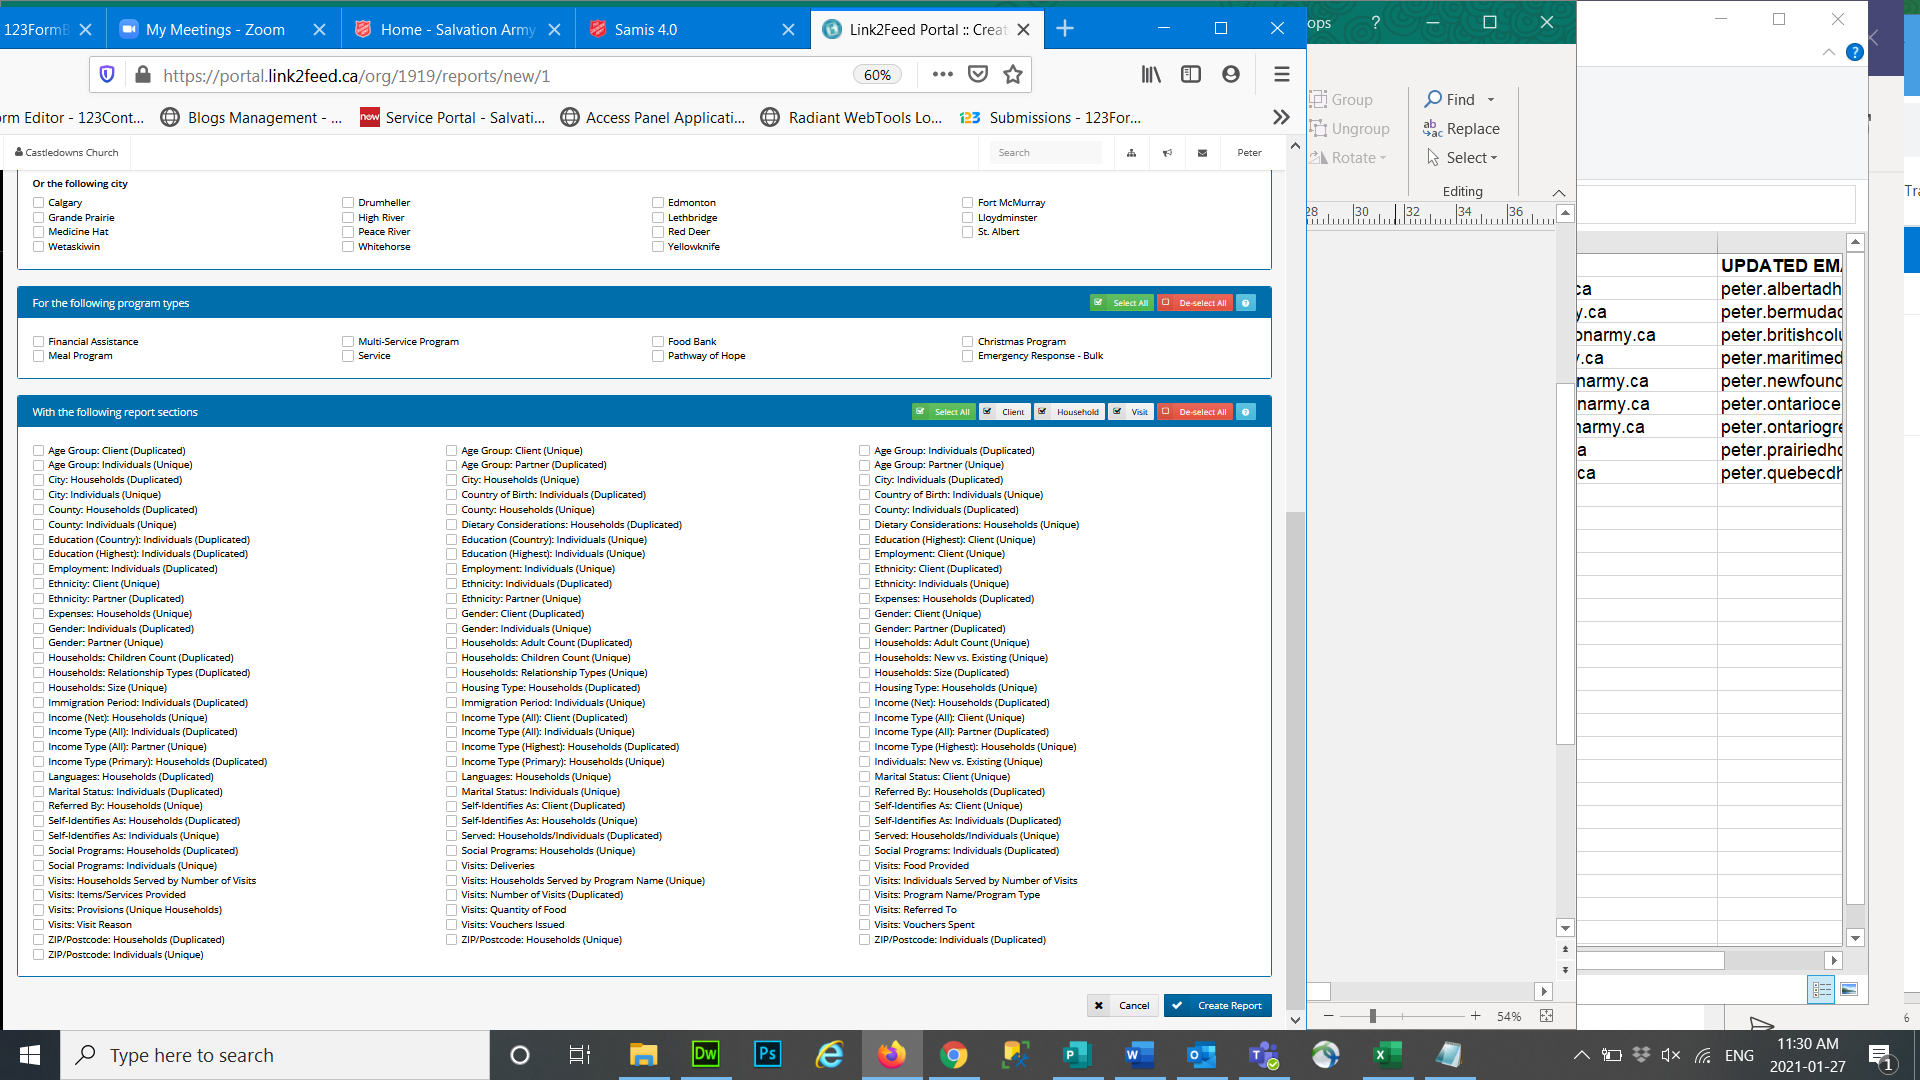 123FormB
My Meetings - Zoom
Home - Salvation Army
Samis 4.0
Link2Feed Portal :: Creat
https://portal.link2feed.ca/org/1919/reports/new/1
60%
rm Editor - 123Cont...
Blogs Management - ...
Service Portal - Salvati...
Access Panel Applicati...
Radiant WebTools Lo...
Submissions - 123For...
Castledowns Church
Search
Peter
Or the following city
Calgary
Drumheller
Edmonton
Fort McMurray
Grande Prairie
High River
Lethbridge
Lloydminster
Medicine Hat
Peace River
Red Deer
St. Albert
Wetaskiwin
Whitehorse
Yellowknife
For the following program types
Select All
De-select All
Financial Assistance
Multi-Service Program
Food Bank
Christmas Program
Meal Program
Service
Pathway of Hope
Emergency Response - Bulk
With the following report sections
Select All
Client
Household
Visit
De-select All
Age Group: Client (Duplicated)
Age Group: Client (Unique)
Age Group: Individuals (Duplicated)
Age Group: Individuals (Unique)
Age Group: Partner (Duplicated)
Age Group: Partner (Unique)
City: Households (Duplicated)
City: Households (Unique)
City: Individuals (Duplicated)
City: Individuals (Unique)
Country of Birth: Individuals (Duplicated)
Country of Birth: Individuals (Unique)
County: Households (Duplicated)
County: Households (Unique)
County: Individuals (Duplicated)
County: Individuals (Unique)
Dietary Considerations: Households (Duplicated)
Dietary Considerations: Households (Unique)
Education (Country): Individuals (Duplicated)
Education (Country): Individuals (Unique)
Education (Highest): Client (Unique)
Education (Highest): Individuals (Duplicated)
Education (Highest): Individuals (Unique)
Employment: Client (Unique)
Employment: Individuals (Duplicated)
Employment: Individuals (Unique)
Ethnicity: Client (Duplicated)
Ethnicity: Client (Unique)
Ethnicity: Individuals (Duplicated)
Ethnicity: Individuals (Unique)
Ethnicity: Partner (Duplicated)
Ethnicity: Partner (Unique)
Expenses: Households (Duplicated)
Expenses: Households (Unique)
Gender: Client (Duplicated)
Gender: Client (Unique)
Gender: Individuals (Duplicated)
Gender: Individuals (Unique)
Gender: Partner (Duplicated)
Gender: Partner (Unique)
Households: Adult Count (Duplicated)
Households: Adult Count (Unique)
Households: Children Count (Duplicated)
Households: Children Count (Unique)
Households: New vs. Existing (Unique)
Households: Relationship Types (Duplicated)
Households: Relationship Types (Unique)
Households: Size (Duplicated)
Households: Size (Unique)
Housing Type: Households (Duplicated)
Housing Type: Households (Unique)
Immigration Period: Individuals (Duplicated)
Immigration Period: Individuals (Unique)
Income (Net): Households (Duplicated)
Income (Net): Households (Unique)
Income Type (All): Client (Duplicated)
Income Type (All): Client (Unique)
Income Type (All): Individuals (Duplicated)
Income Type (All): Individuals (Unique)
Income Type (All): Partner (Duplicated)
Income Type (All): Partner (Unique)
Income Type (Highest): Households (Duplicated)
Income Type (Highest): Households (Unique)
Income Type (Primary): Households (Duplicated)
Income Type (Primary): Households (Unique)
Individuals: New vs. Existing (Unique)
Languages: Households (Duplicated)
Languages: Households (Unique)
Marital Status: Client (Unique)
Marital Status: Individuals (Duplicated)
Marital Status: Individuals (Unique)
Referred By: Households (Duplicated)
Referred By: Households (Unique)
Self-Identifies As: Client (Duplicated)
Self-Identifies As: Client (Unique)
Self-Identifies As: Households (Duplicated)
Self-Identifies As: Households (Unique)
Self-Identifies As: Individuals (Duplicated)
Self-Identifies As: Individuals (Unique)
Served: Households/Individuals (Duplicated)
Served: Households/Individuals (Unique)
Social Programs: Households (Duplicated)
Social Programs: Households (Unique)
Social Programs: Individuals (Duplicated)
Social Programs: Individuals (Unique)
Visits: Deliveries
Visits: Food Provided
Visits: Households Served by Number of Visits
Visits: Households Served by Program Name (Unique)
Visits: Individuals Served by Number of Visits
Visits: Items/Services Provided
Visits: Number of Visits (Duplicated)
Visits: Program Name/Program Type
Visits: Provisions (Unique Households)
Visits: Quantity of Food
Visits: Referred To
Visits: Visit Reason
Visits: Vouchers Issued
Visits: Vouchers Spent
ZIP/Postcode: Households (Duplicated)
ZIP/Postcode: Households (Unique)
ZIP/Postcode: Individuals (Duplicated)
ZIP/Postcode: Individuals (Unique)
Cancel
Create Report
ops
?
Group
Find
Ungroup
Replace
Rotate
Select
Editing
28 30 32 34 36
54%
Tra
UPDATED EMA
ca
peter.albertadh
y.ca
peter.bermudac
onarmy.ca
peter.britishcolu
y.ca
peter.maritimed
narmy.ca
peter.newfound
narmy.ca
peter.ontarioce
narmy.ca
peter.ontariogre
a
peter.prairiedhc
ca
peter.quebecdh
Type here to search
Dw
Ps
ENG
11:30 AM
2021-01-27
1